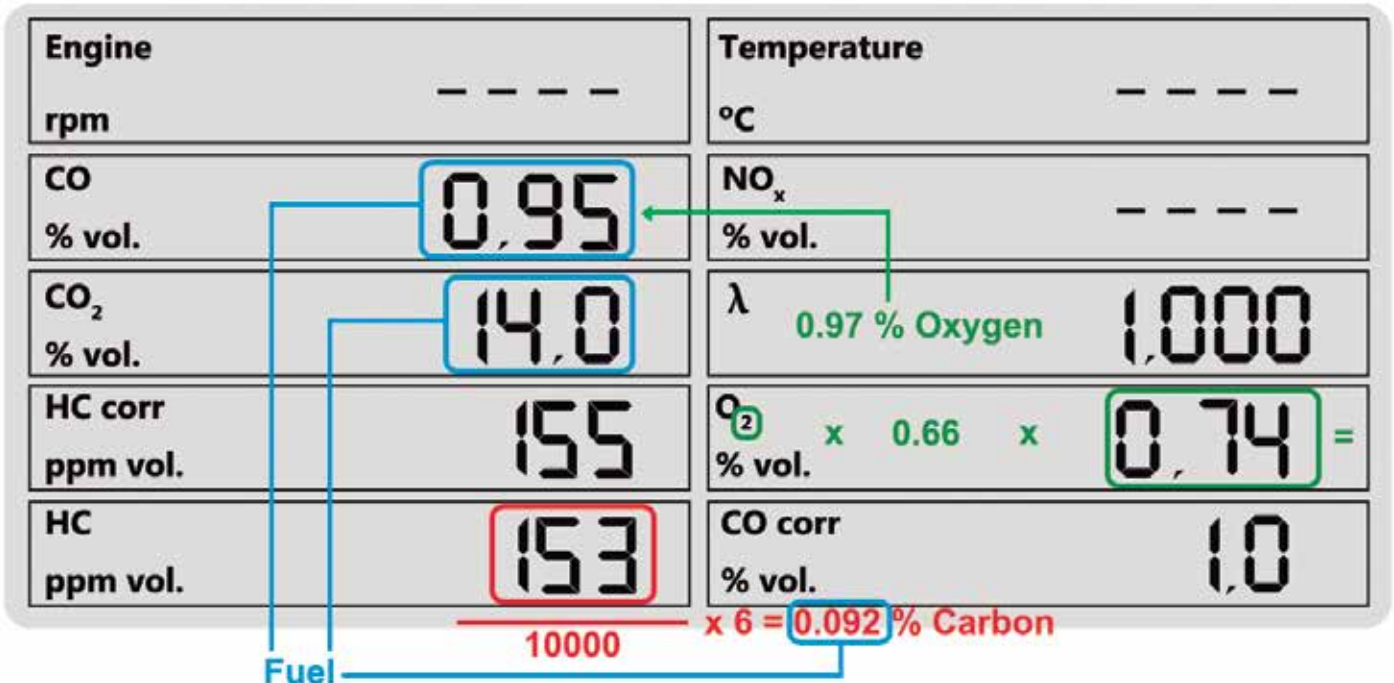 Engine
rpm
– – – –
Temperature
ºC
– – – –
CO
% vol.
0,95
NOx
% vol.
– – – –
CO2
% vol.
14,0
λ
0.97 % Oxygen
1,000
HC corr
ppm vol.
155
O2 x 0.66 x 0,74 =
% vol.
HC
ppm vol.
153
CO corr
% vol.
1,0
10000
x 6 = 0.092 % Carbon
Fuel